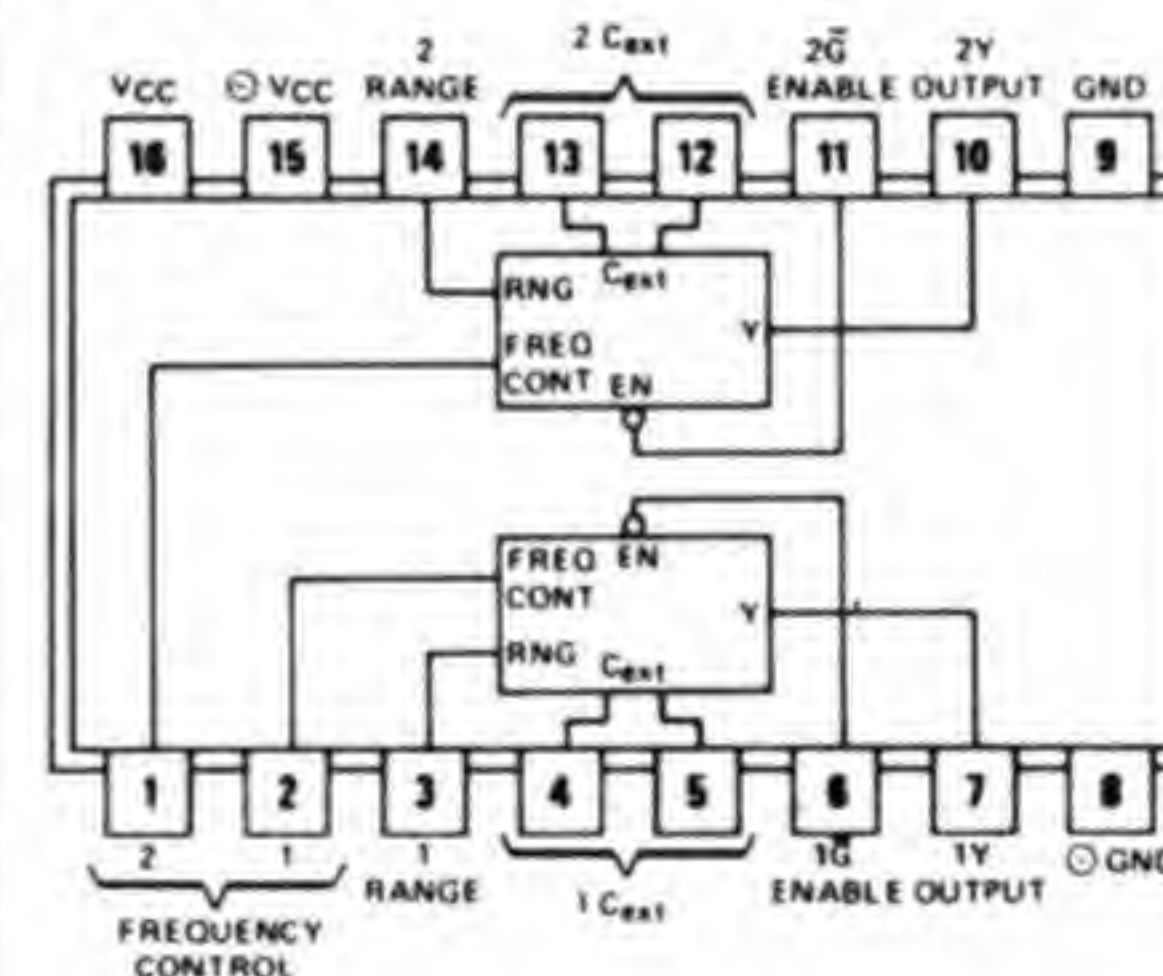 2 2 Cext 2G̅ 2Y
VCC ⊙ VCC RANGE ENABLE OUTPUT GND
16 15 14 13 12 11 10 9
Cext
RNG
Y
FREQ
CONT EN
FREQ EN
CONT
Y
RNG Cext
1 2 3 4 5 6 7 8
2 1 1 1G̅ 1Y ⊙ GND
RANGE 1 Cext ENABLE OUTPUT
FREQUENCY
CONTROL